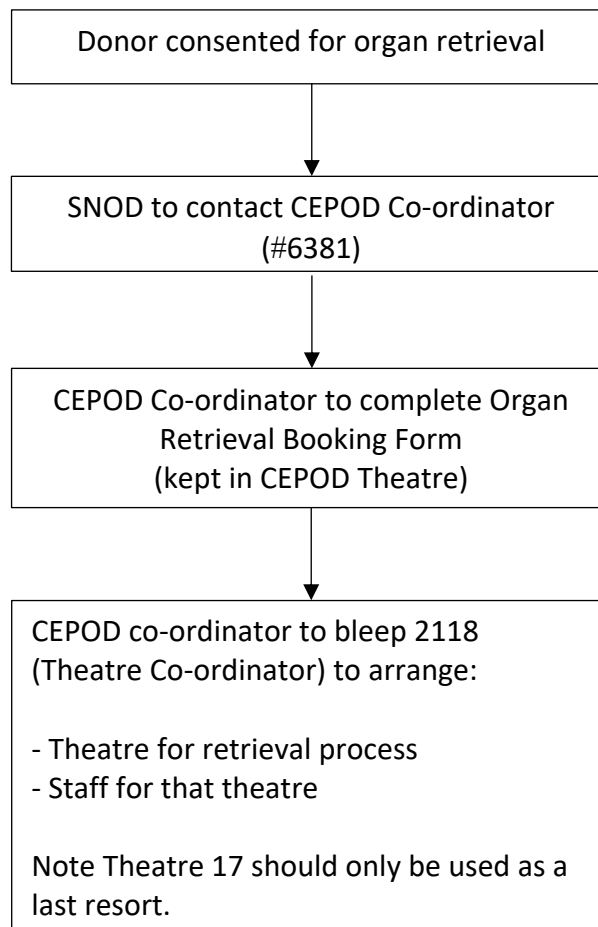 Donor consented for organ retrieval
SNOD to contact CEPOD Co-ordinator
(#6381)
CEPOD Co-ordinator to complete Organ
Retrieval Booking Form
(kept in CEPOD Theatre)
CEPOD co-ordinator to bleep 2118
(Theatre Co-ordinator) to arrange:
- Theatre for retrieval process
- Staff for that theatre
Note Theatre 17 should only be used as a
last resort.